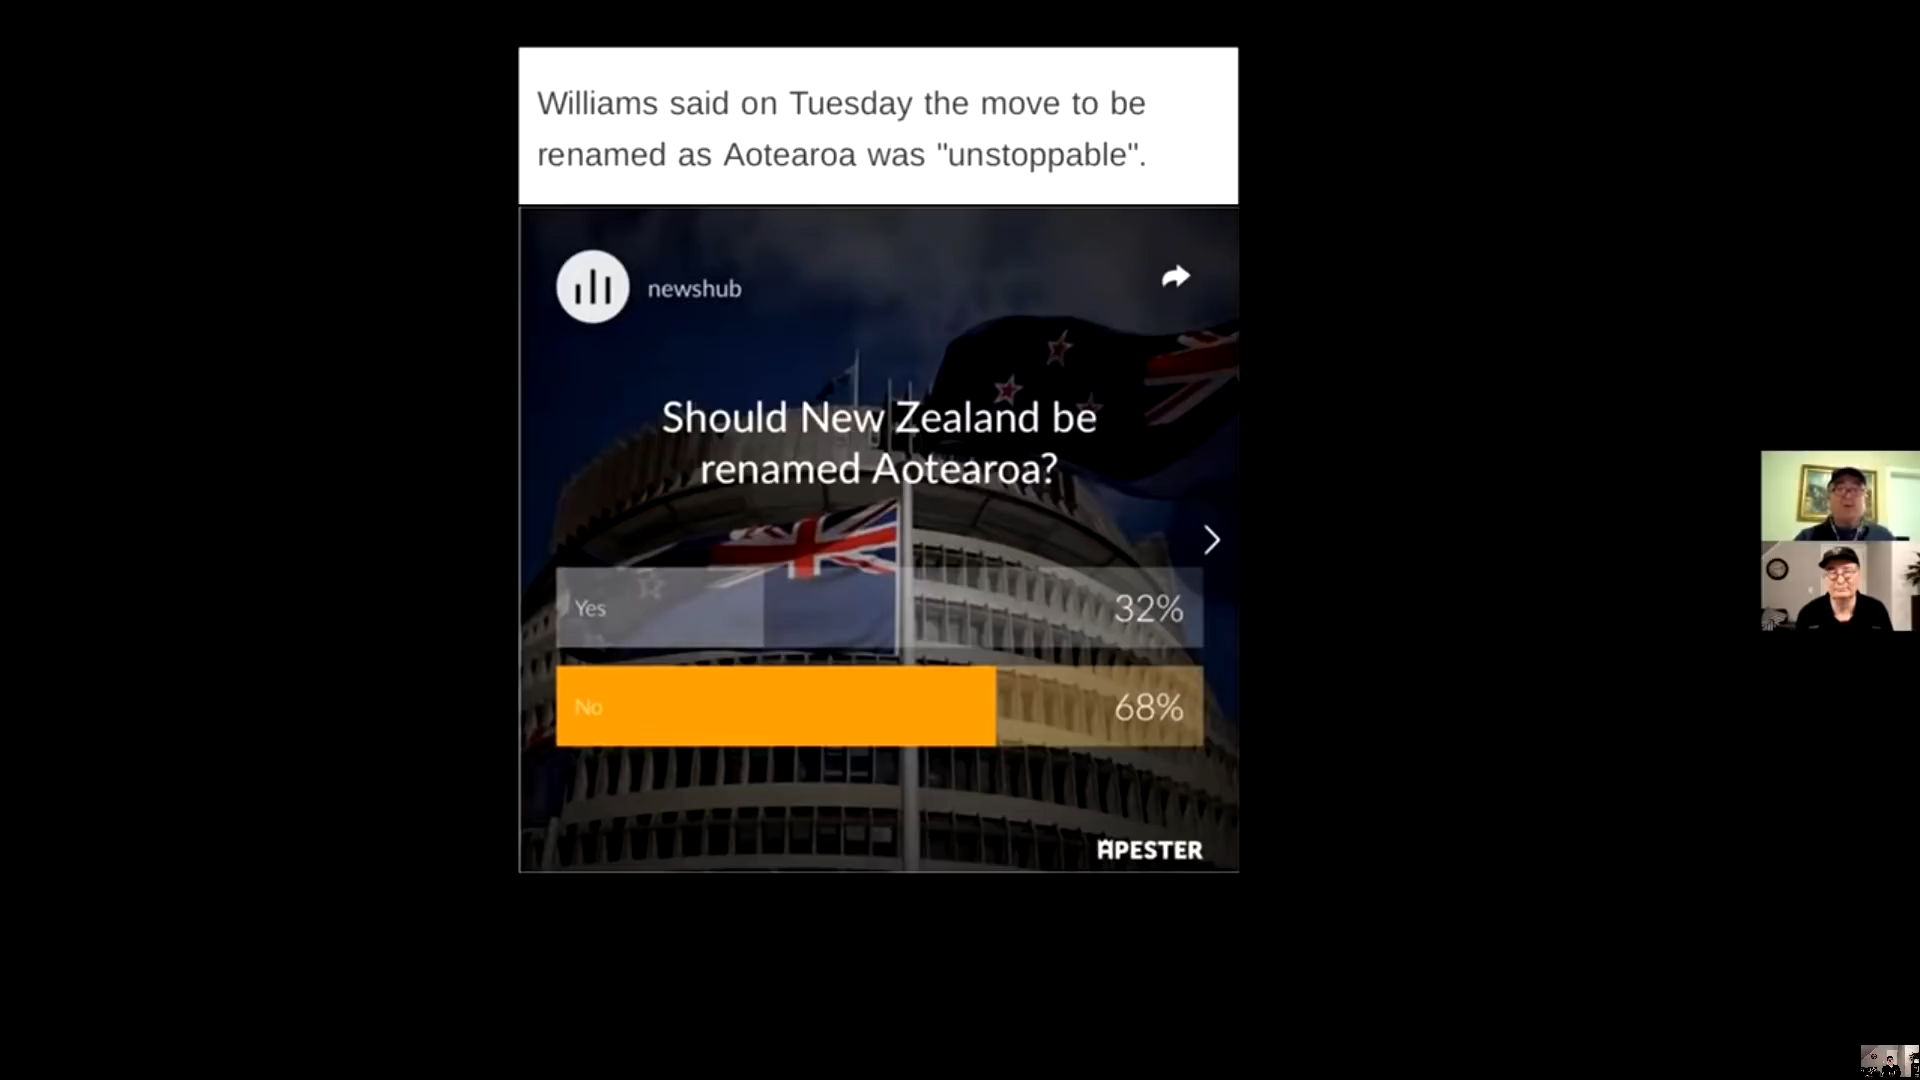 Williams said on Tuesday the move to be
renamed as Aotearoa was "unstoppable".
newshub
Should New Zealand be
renamed Aotearoa?
Yes
32%
No
68%
APESTER